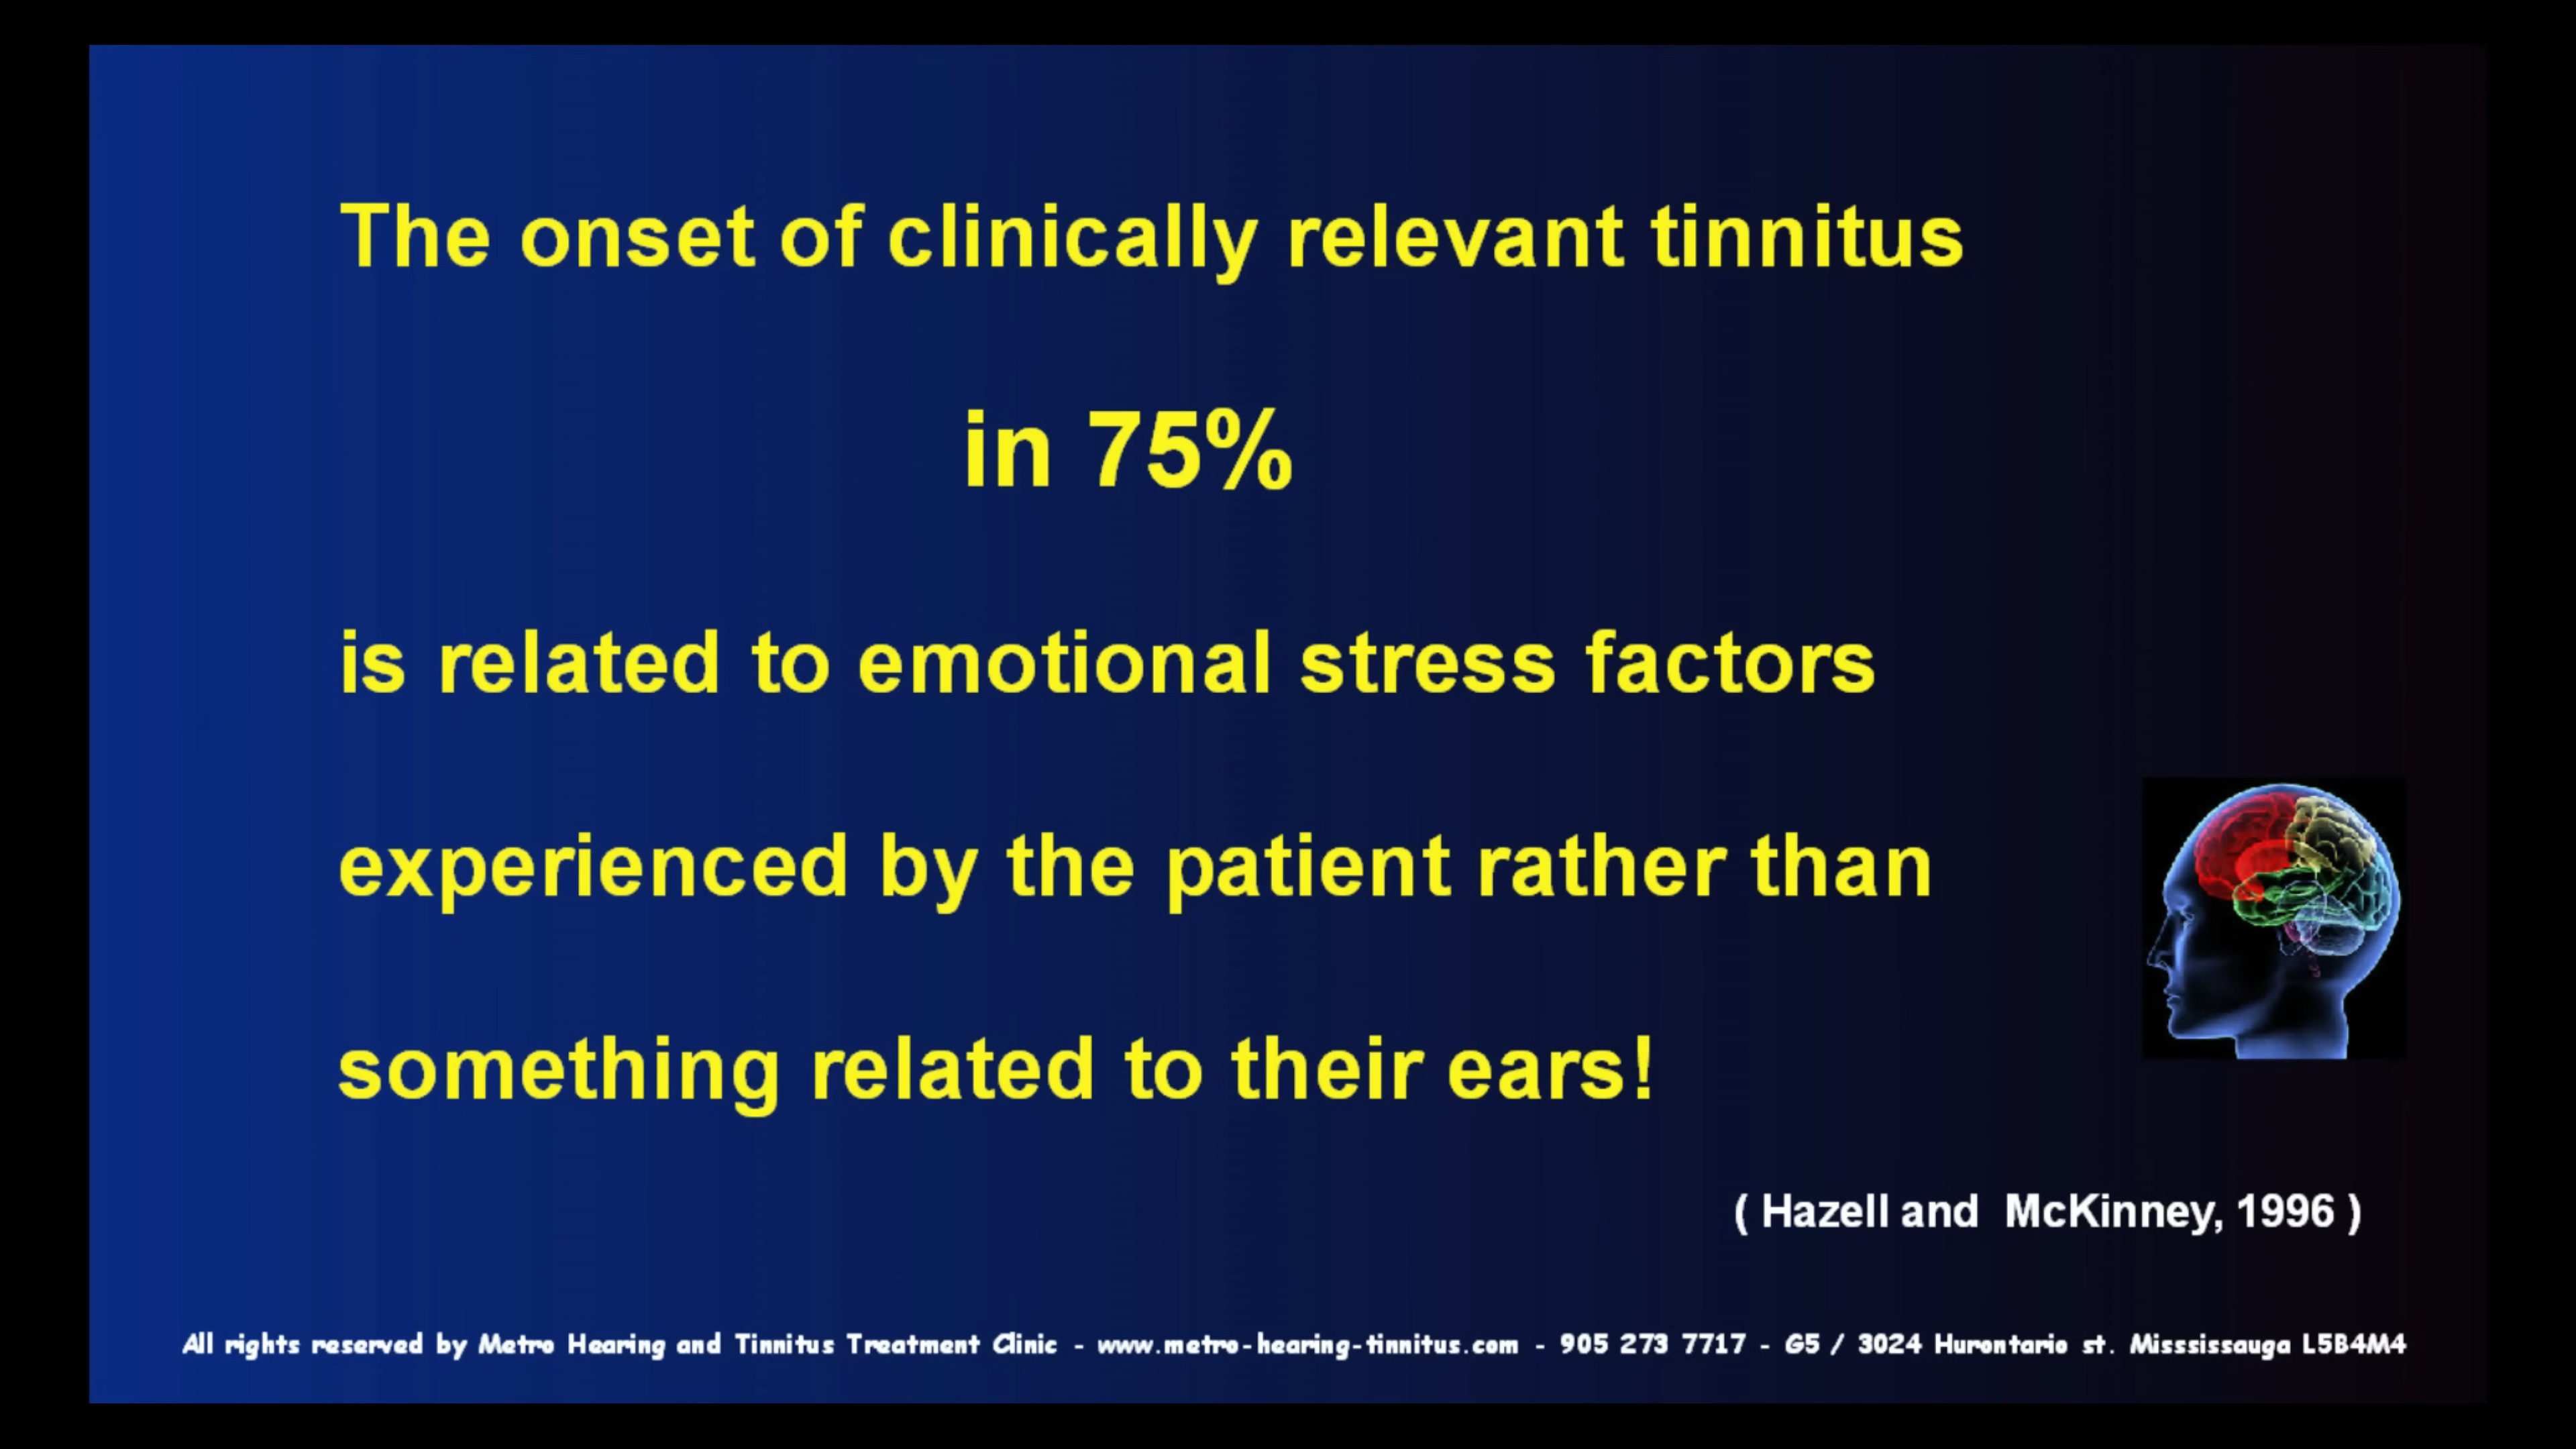 The onset of clinically relevant tinnitus
in 75%
is related to emotional stress factors
experienced by the patient rather than
something related to their ears!
( Hazell and McKinney, 1996 )
All rights reserved by Metro Hearing and Tinnitus Treatment Clinic - www.metro-hearing-tinnitus.com - 905 273 7717 - G5 / 3024 Hurontario st. Misssissauga L5B4M4